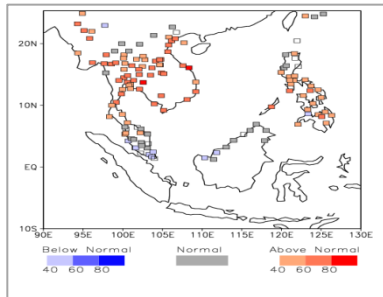 20N
10N
EQ
10S
90E 95E 100E 105E 110E 115E 120E 125E 130E
Below Normal Normal Above Normal
40 60 80 40 60 80